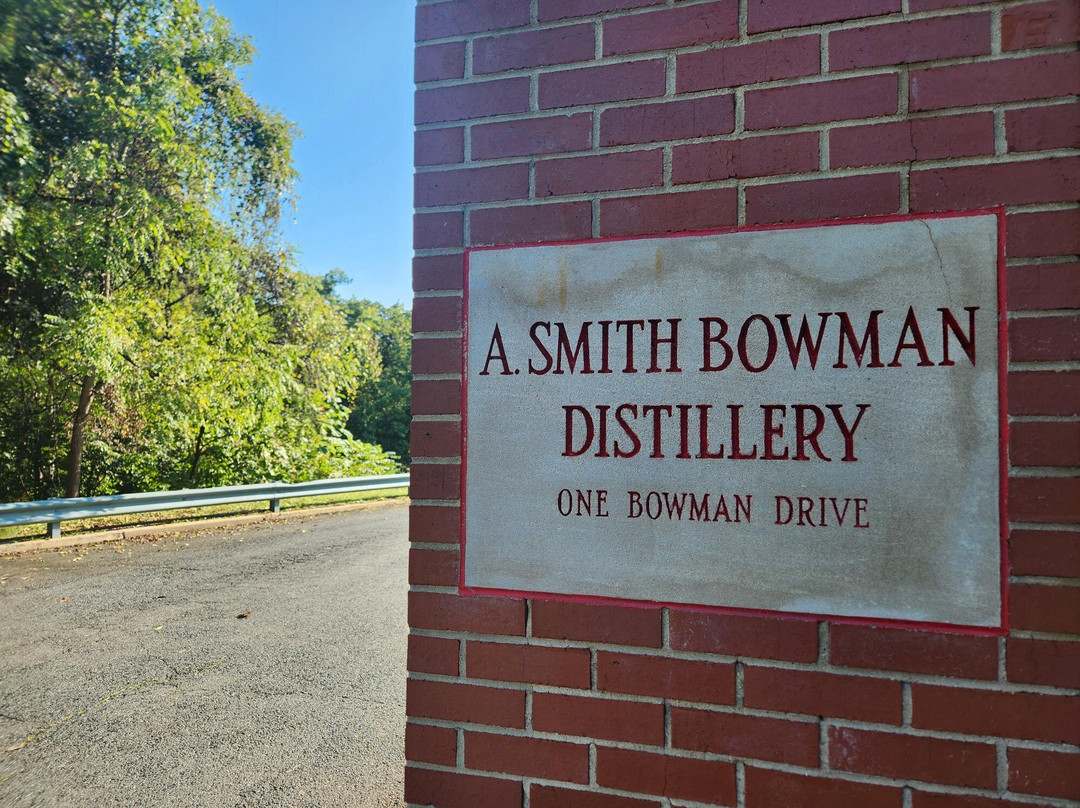 A. SMITH BOWMAN
DISTILLERY
ONE BOWMAN DRIVE